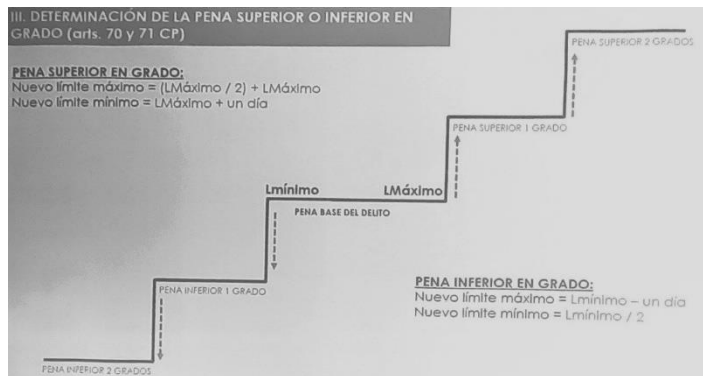 III. DETERMINACIÓN DE LA PENA SUPERIOR O INFERIOR EN
GRADO (arts. 70 y 71 CP)
PENA SUPERIOR 2 GRADOS
PENA SUPERIOR EN GRADO:
Nuevo límite máximo = (LMáximo / 2) + LMáximo
Nuevo límite mínimo = LMáximo + un día
PENA SUPERIOR 1 GRADO
Lmínimo
LMáximo
PENA BASE DEL DELITO
PENA INFERIOR 1 GRADO
PENA INFERIOR EN GRADO:
Nuevo límite máximo = Lmínimo – un día
Nuevo límite mínimo = Lmínimo / 2
PENA INFERIOR 2 GRADOS